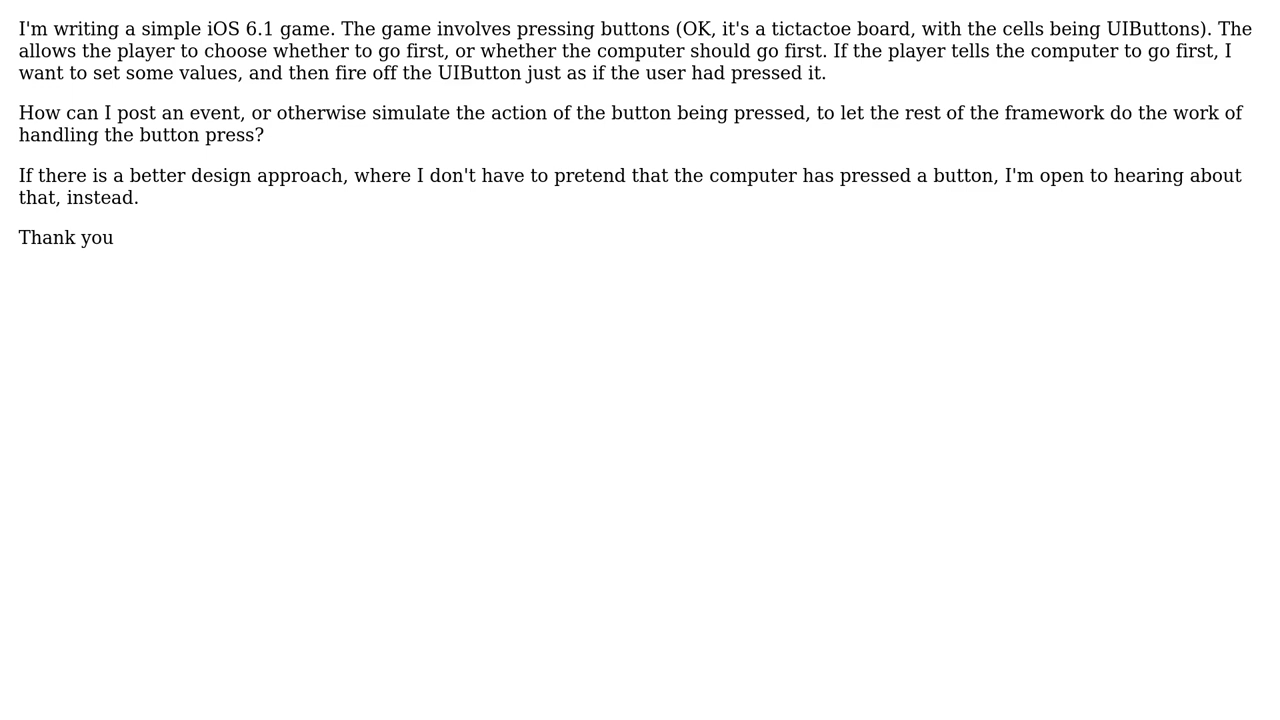 I'm writing a simple iOS 6.1 game. The game involves pressing buttons (OK, it's a tictactoe board, with the cells being UIButtons). The
allows the player to choose whether to go first, or whether the computer should go first. If the player tells the computer to go first, I
want to set some values, and then fire off the UIButton just as if the user had pressed it.
How can I post an event, or otherwise simulate the action of the button being pressed, to let the rest of the framework do the work of
handling the button press?
If there is a better design approach, where I don't have to pretend that the computer has pressed a button, I'm open to hearing about
that, instead.
Thank you